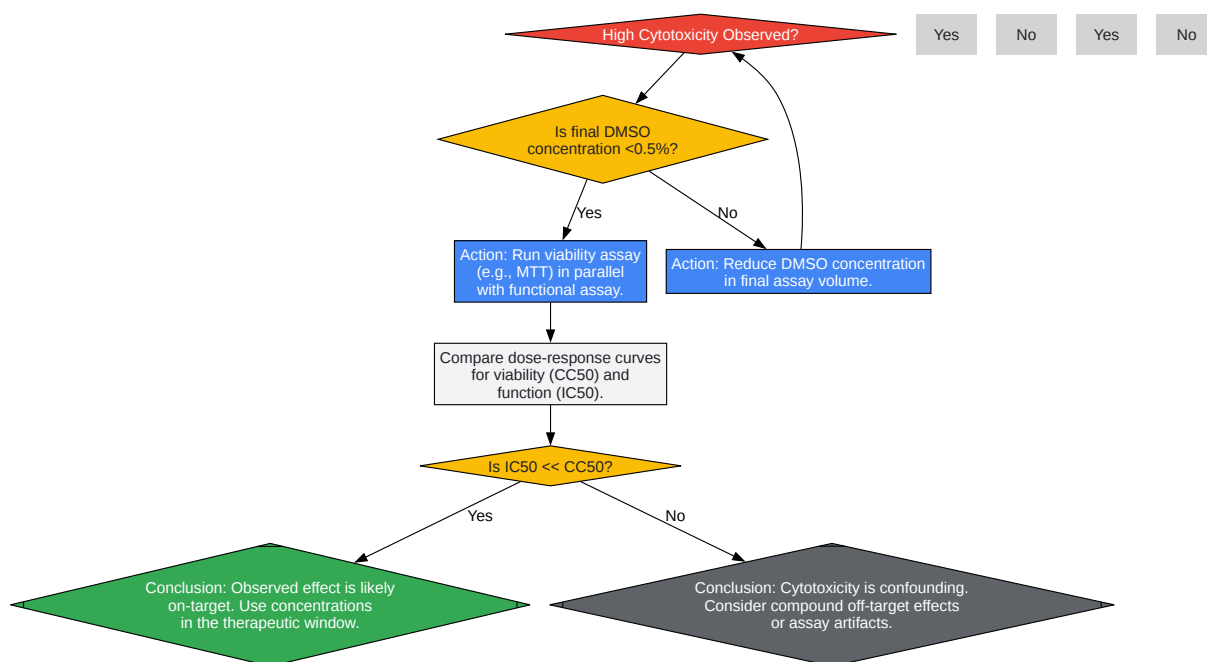 High Cytotoxicity Observed?
Yes
No
Yes
No
Is final DMSO
concentration <0.5%?
Yes
No
Action: Run viability assay
(e.g., MTT) in parallel
with functional assay.
Action: Reduce DMSO concentration
in final assay volume.
Compare dose-response curves
for viability (CC50) and
function (IC50).
Is IC50 << CC50?
Yes
No
Conclusion: Observed effect is likely
on-target. Use concentrations
in the therapeutic window.
Conclusion: Cytotoxicity is confounding.
Consider compound off-target effects
or assay artifacts.